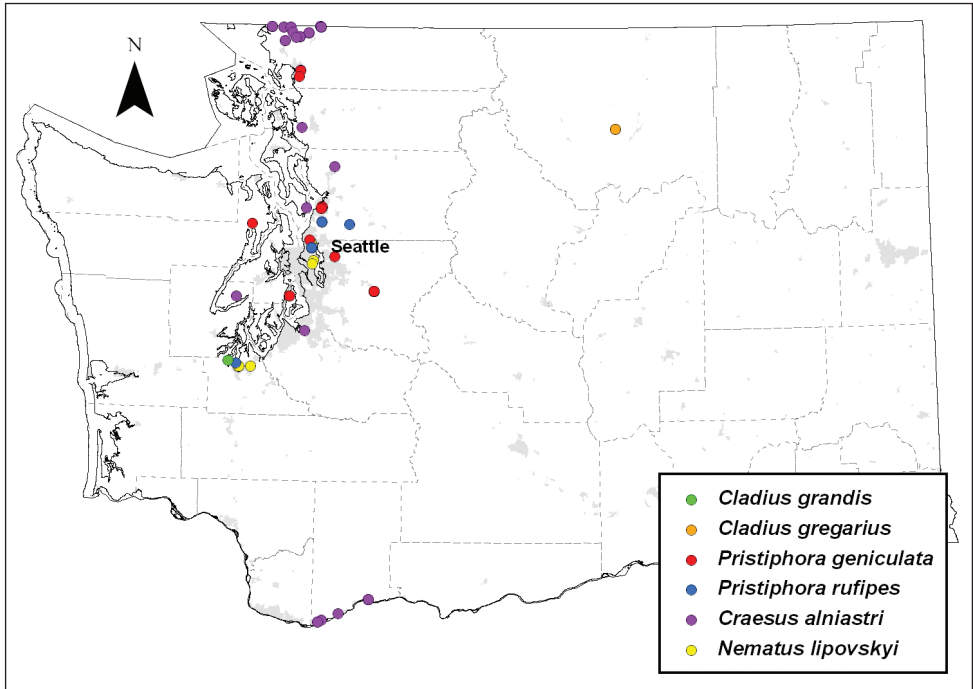 N
Seattle
Cladius grandis
Cladius gregarius
Pristiphora geniculata
Pristiphora rufipes
Craesus alniastri
Nematus lipovskyi